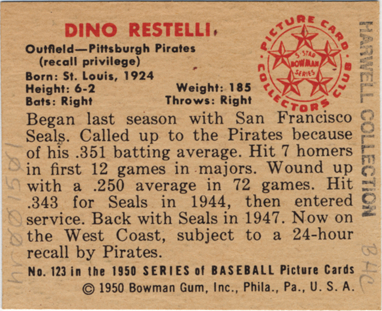 DINO RESTELLI
Outfield—Pittsburgh Pirates
(recall privilege)
Born: St. Louis, 1924
Height: 6-2 Weight: 185
Bats: Right Throws: Right
PICTURE CARD
COLLECTORS CLUB
5 STAR
BOWMAN
SERIES
Began last season with San Francisco
Seals. Called up to the Pirates because
of his .351 batting average. Hit 7 homers
in first 12 games in majors. Wound up
with a .250 average in 72 games. Hit
.343 for Seals in 1944, then entered
service. Back with Seals in 1947. Now on
the West Coast, subject to a 24-hour
recall by Pirates.
No. 123 in the 1950 SERIES of BASEBALL Picture Cards
© 1950 Bowman Gum, Inc., Phila., Pa., U. S. A.
HARWELL COLLECTION